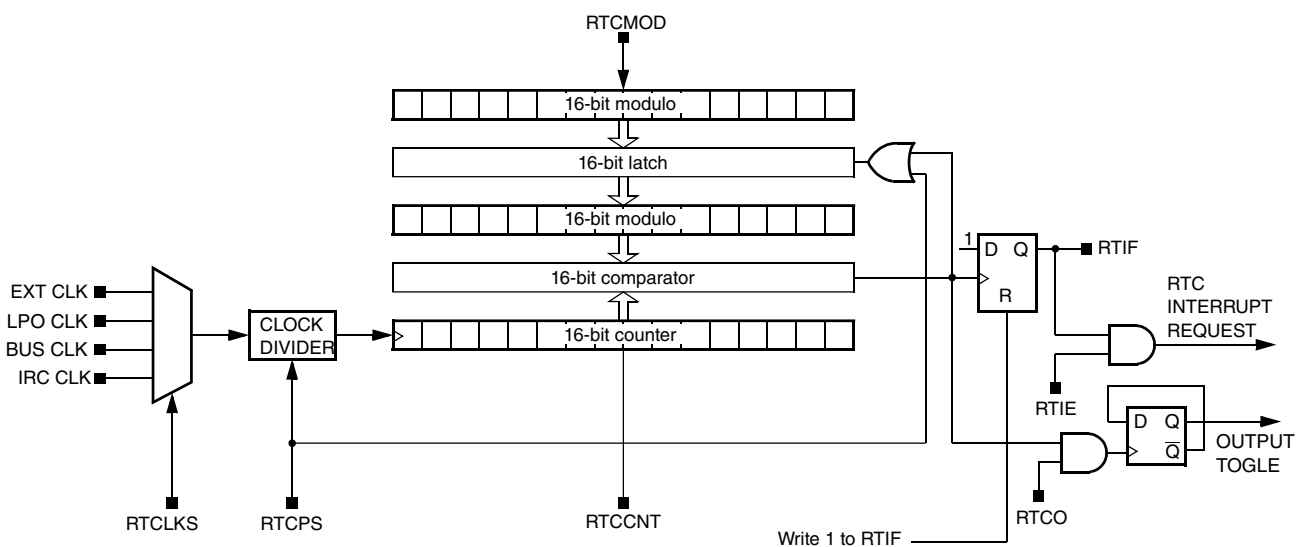 RTCMOD
16-bit modulo
16-bit latch
16-bit modulo
16-bit comparator
16-bit counter
EXT CLK
LPO CLK
BUS CLK
IRC CLK
CLOCK
DIVIDER
1
D Q
R
RTIF
RTC
INTERRUPT
REQUEST
RTIE
D Q
Q
OUTPUT
TOGLE
RTCO
RTCLKS
RTCPS
RTCCNT
Write 1 to RTIF